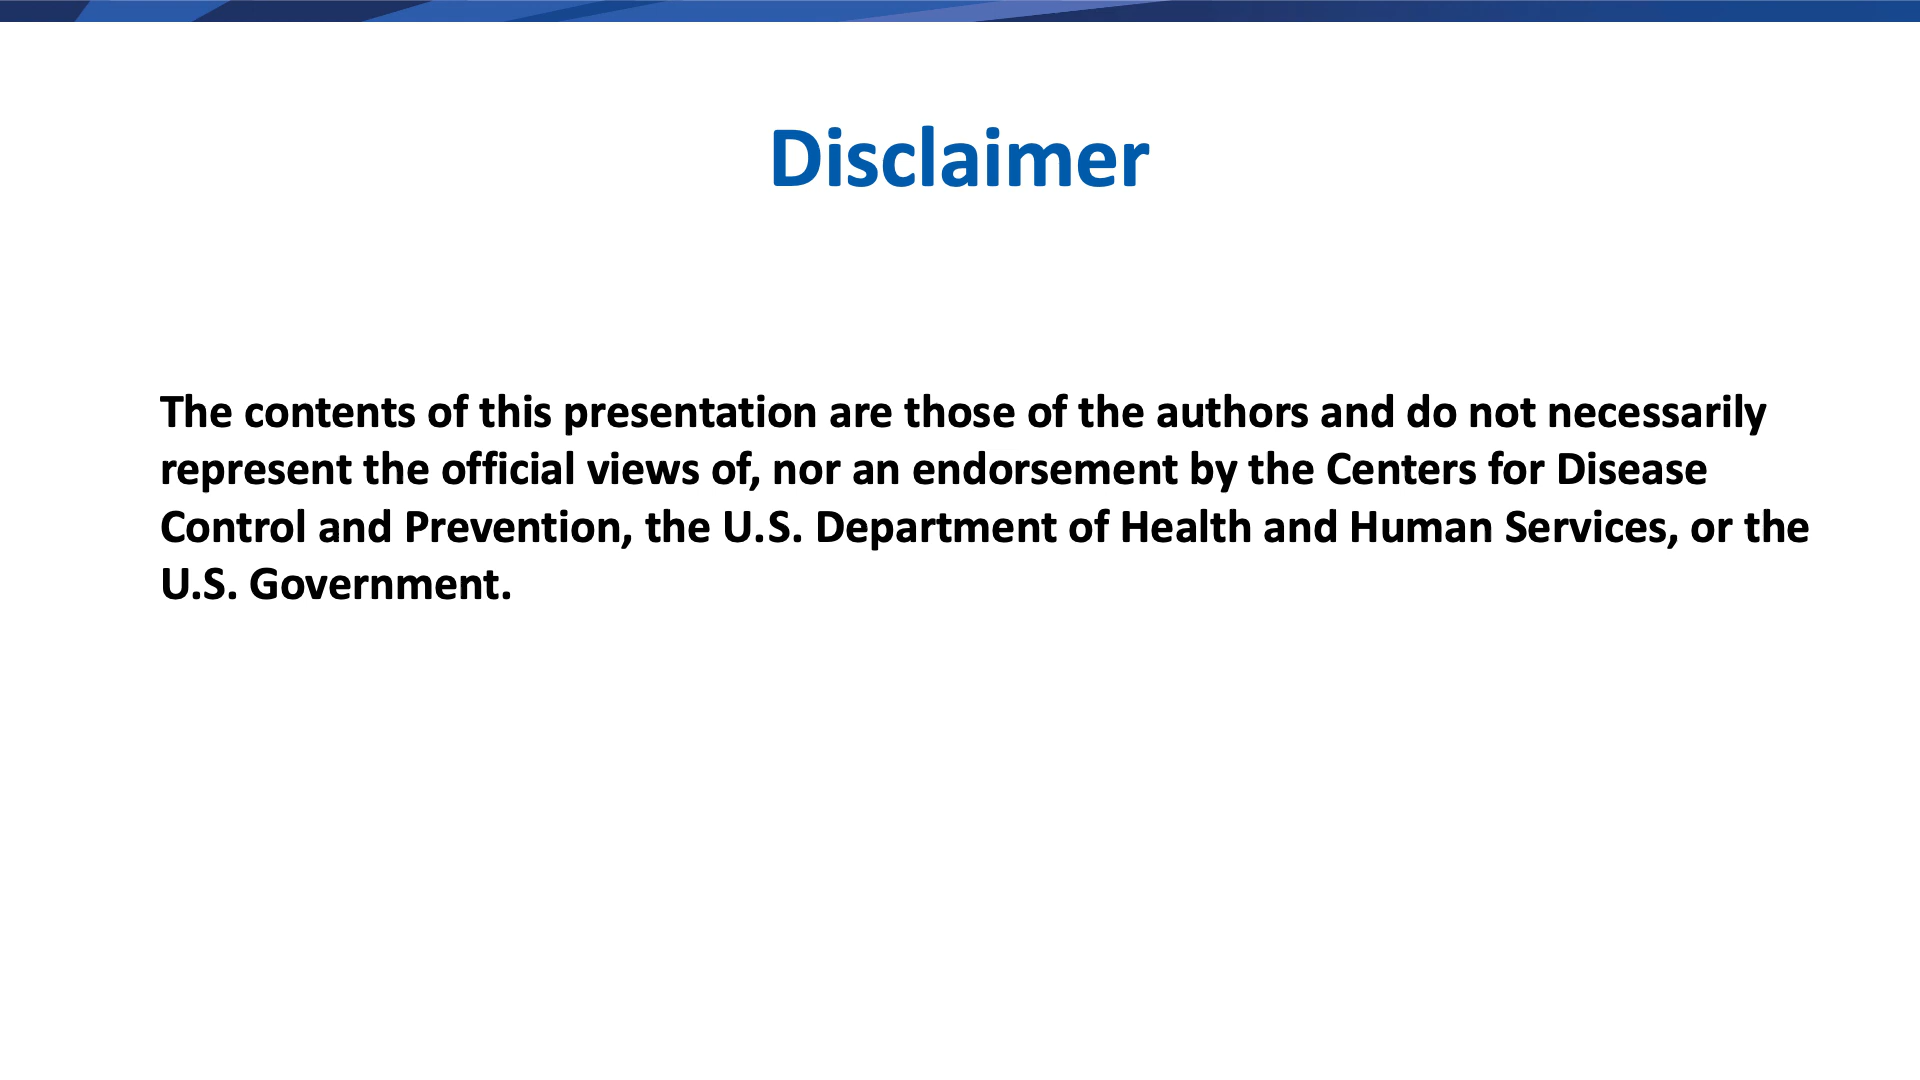 Disclaimer
The contents of this presentation are those of the authors and do not necessarily
represent the official views of, nor an endorsement by the Centers for Disease
Control and Prevention, the U.S. Department of Health and Human Services, or the
U.S. Government.